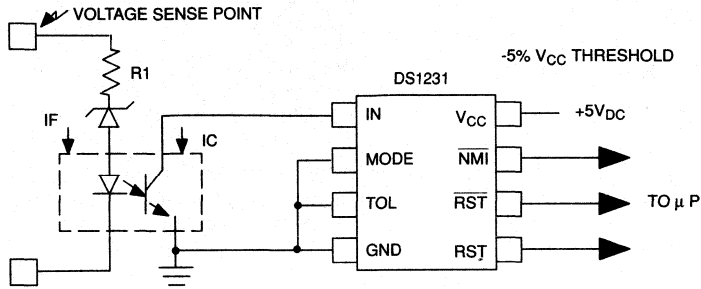 VOLTAGE SENSE POINT
-5% VCC THRESHOLD
R1
DS1231
IF
IC
IN
VCC
+5VDC
MODE
NMI
TOL
RST
TO µ P
GND
RST